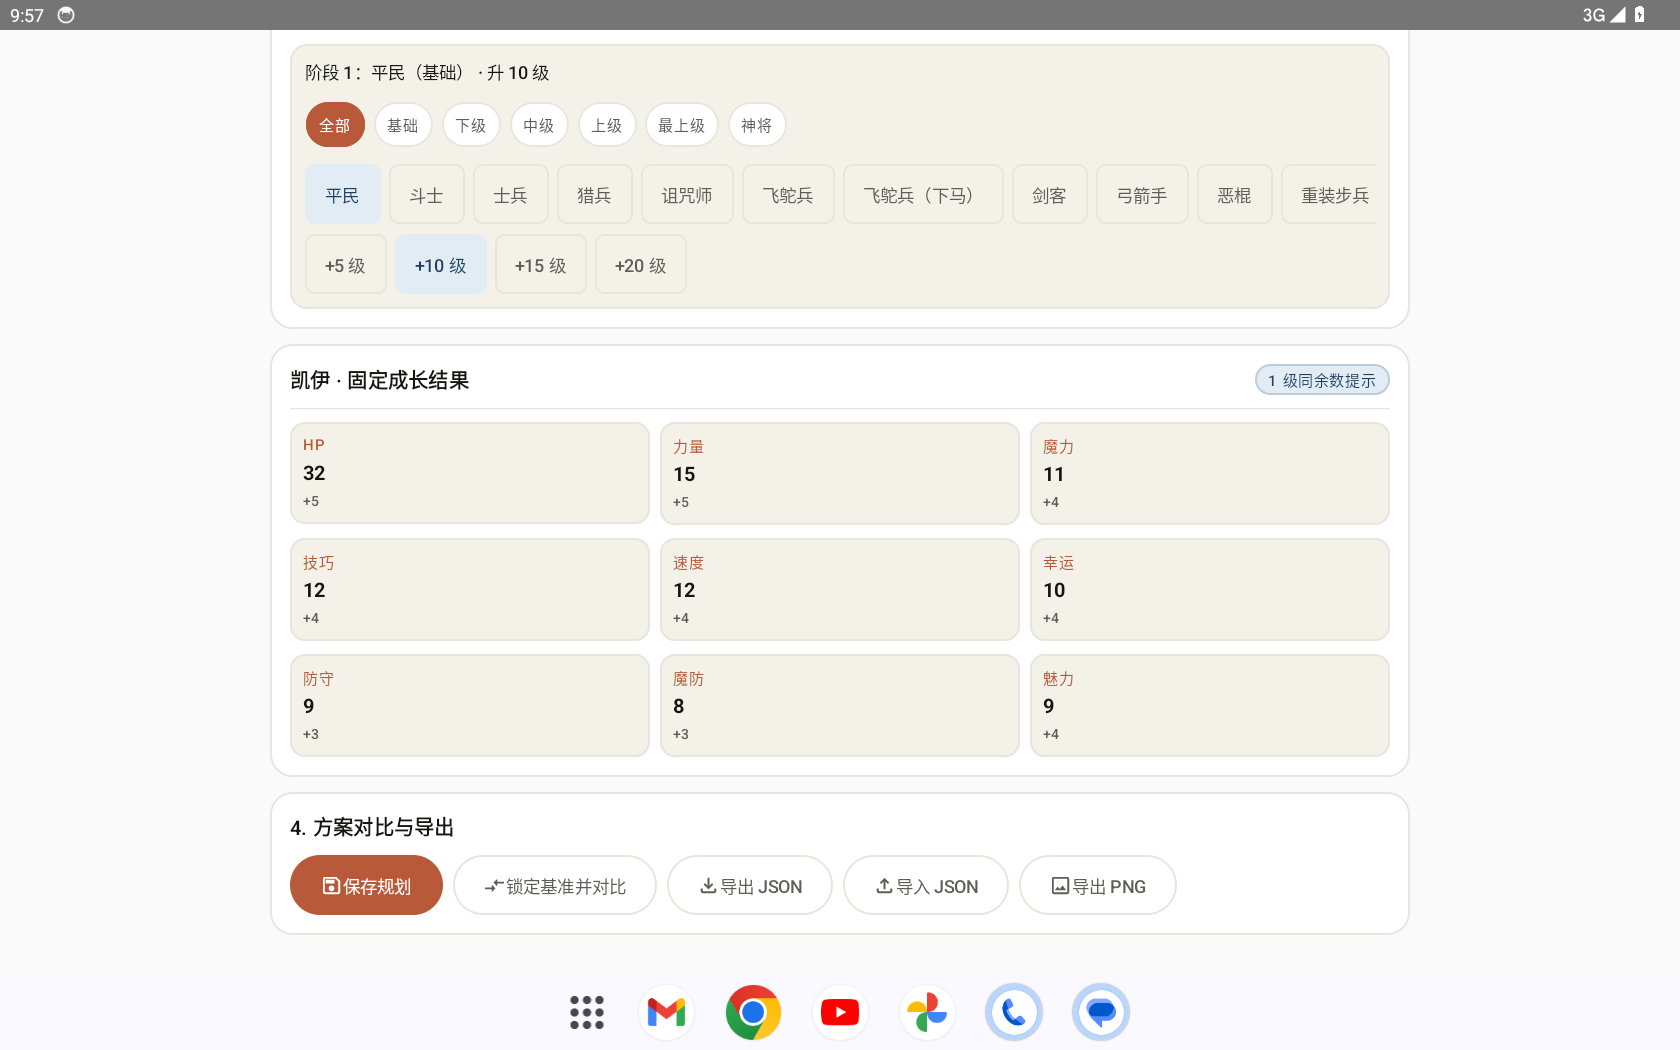 9:57
3G
阶段 1：平民（基础） · 升 10 级
全部 基础 下级 中级 上级 最上级 神将
平民 斗士 士兵 猎兵 诅咒师 飞鸵兵 飞鸵兵（下马） 剑客 弓箭手 恶棍 重装步兵
+5 级 +10 级 +15 级 +20 级
凯伊 · 固定成长结果
1 级同余数提示
HP
32
+5
力量
15
+5
魔力
11
+4
技巧
12
+4
速度
12
+4
幸运
10
+4
防守
9
+3
魔防
8
+3
魅力
9
+4
4. 方案对比与导出
保存规划 锁定基准并对比 导出 JSON 导入 JSON 导出 PNG